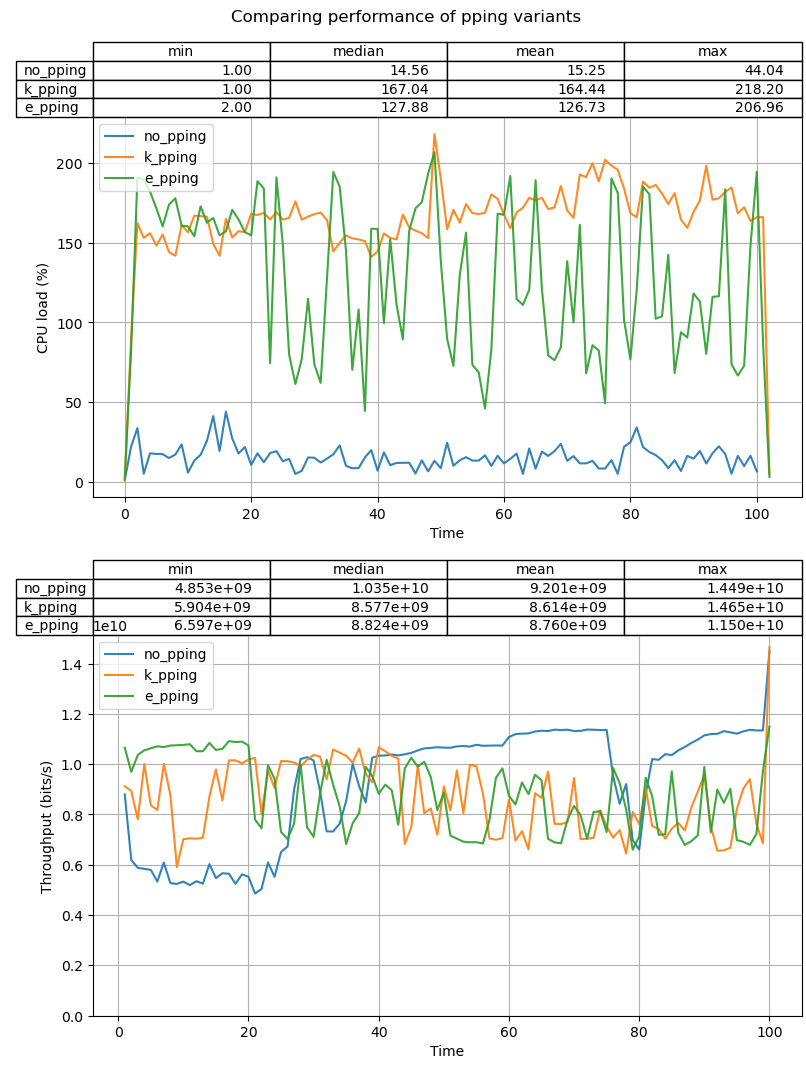 Comparing performance of pping variants
min median mean max
no_pping 1.00 14.56 15.25 44.04
k_pping 1.00 167.04 164.44 218.20
e_pping 2.00 127.88 126.73 206.96
no_pping
k_pping
e_pping
200
150
100
50
0
CPU load (%)
0 20 40 60 80 100
Time
min median mean max
no_pping 4.853e+09 1.035e+10 9.201e+09 1.449e+10
k_pping 5.904e+09 8.577e+09 8.614e+09 1.465e+10
e_pping 6.597e+09 8.824e+09 8.760e+09 1.150e+10
1e10
no_pping
k_pping
e_pping
1.4
1.2
1.0
0.8
0.6
0.4
0.2
0.0
Throughput (bits/s)
0 20 40 60 80 100
Time